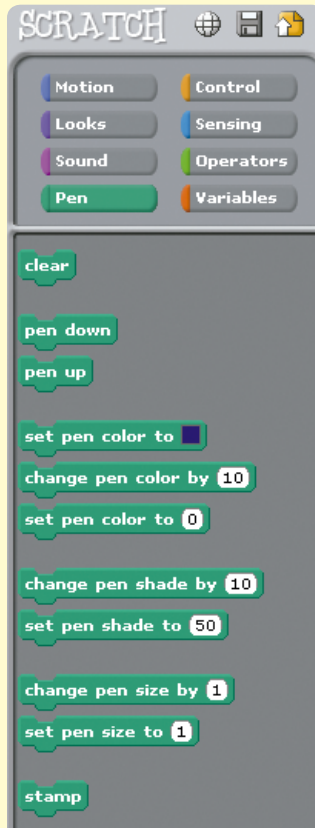 SCRATCH
Motion Control
Looks Sensing
Sound Operators
Pen Variables
clear
pen down
pen up
set pen color to
change pen color by 10
set pen color to 0
change pen shade by 10
set pen shade to 50
change pen size by 1
set pen size to 1
stamp